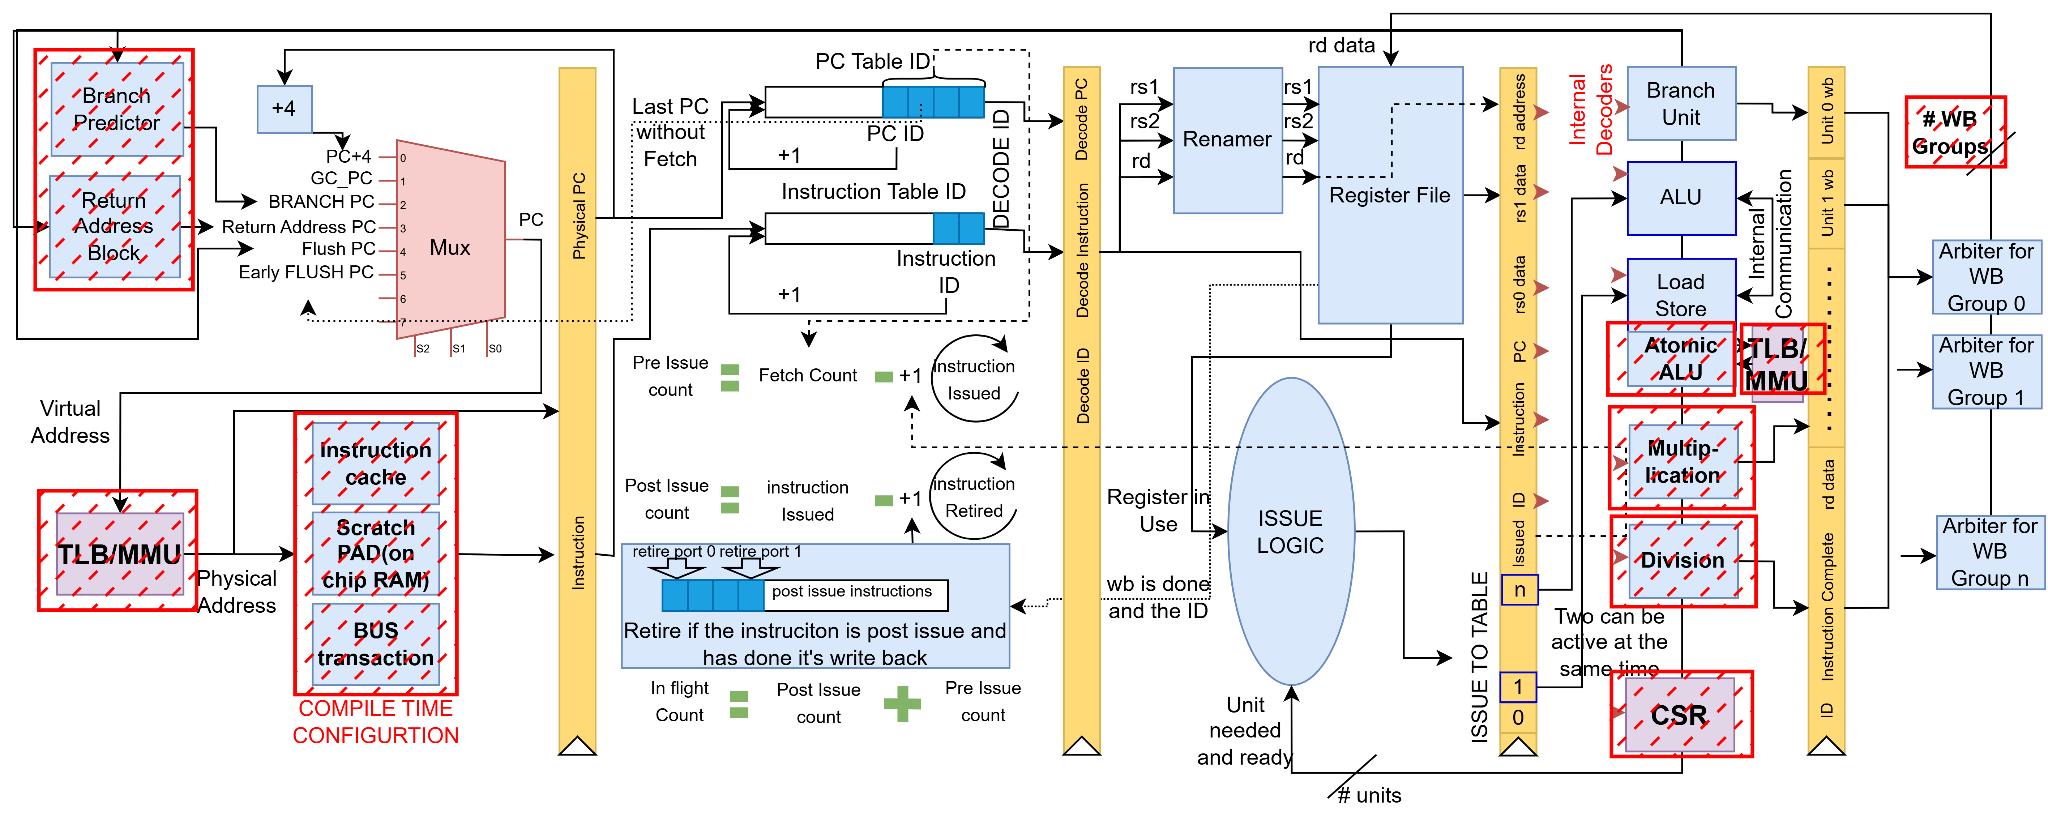 Branch
Predictor
Return
Address
Block
+4
PC+4
GC_PC
BRANCH PC
Return Address PC
Flush PC
Early FLUSH PC
0
1
2
3
4
5
6
7
Mux
S2
S1
S0
PC
Virtual
Address
TLB/MMU
Physical
Address
Instruction
cache
Scratch
PAD(on
chip RAM)
BUS
transaction
COMPILE TIME
CONFIGURTION
Physical PC
Instruction
PC Table ID
Last PC
without
Fetch
PC ID
+1
Instruction Table ID
DECODE ID
Instruction
ID
+1
Pre Issue
count
Fetch Count
+1
Instruction
Issued
Post Issue
count
instruction
Issued
+1
Instruction
Retired
retire port 0
retire port 1
post issue instructions
Retire if the instruciton is post issue and
has done it's write back
In flight
Count
Post Issue
count
Pre Issue
count
Decode PC
Decode Instruction
Decode ID
rs1
rs2
rd
Renamer
rs1
rs2
rd
rd data
Register File
Register in
Use
wb is done
and the ID
ISSUE
LOGIC
Unit
needed
and ready
# units
ISSUE TO TABLE
rd address
rs1 data
rs0 data
PC
Instruction
Issued ID
n
1
0
Internal
Decoders
Branch
Unit
ALU
Load
Store
Internal
Communication
Atomic
ALU
TLB/
MMU
Multip-
lication
Division
Two can be
active at the
same time
CSR
Unit 0 wb
Unit 1 wb
rd data
Instruction Complete
ID
# WB
Groups
Arbiter for
WB
Group 0
Arbiter for
WB
Group 1
Arbiter for
WB
Group n